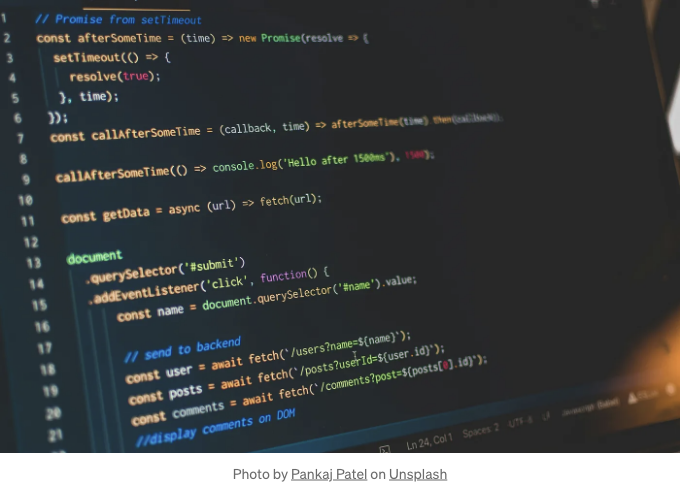 1 // Promise from setTimeout
2 const afterSomeTime = (time) => new Promise(resolve => {
3 setTimeout(() => {
4 resolve(true);
5 }, time);
6 });
7 const callAfterSomeTime = (callback, time) => afterSomeTime(time).then(callback);
8
9 callAfterSomeTime(() => console.log('Hello after 1500ms'), 1500);
10
11 const getData = async (url) => fetch(url);
12
13 document
14 .querySelector('#submit')
15 .addEventListener('click', function() {
16 const name = document.querySelector('#name').value;
17
18 // send to backend
19 const user = await fetch(`/users?name=${name}`);
20 const posts = await fetch(`/posts?userId=${user.id}`);
21 const comments = await fetch(`/comments?post=${posts[0].id}`);
//display comments on DOM
Ln 24, Col 1 Spaces: 2 UTF-8 LF JavaScript (Babel)
Photo by Pankaj Patel on Unsplash